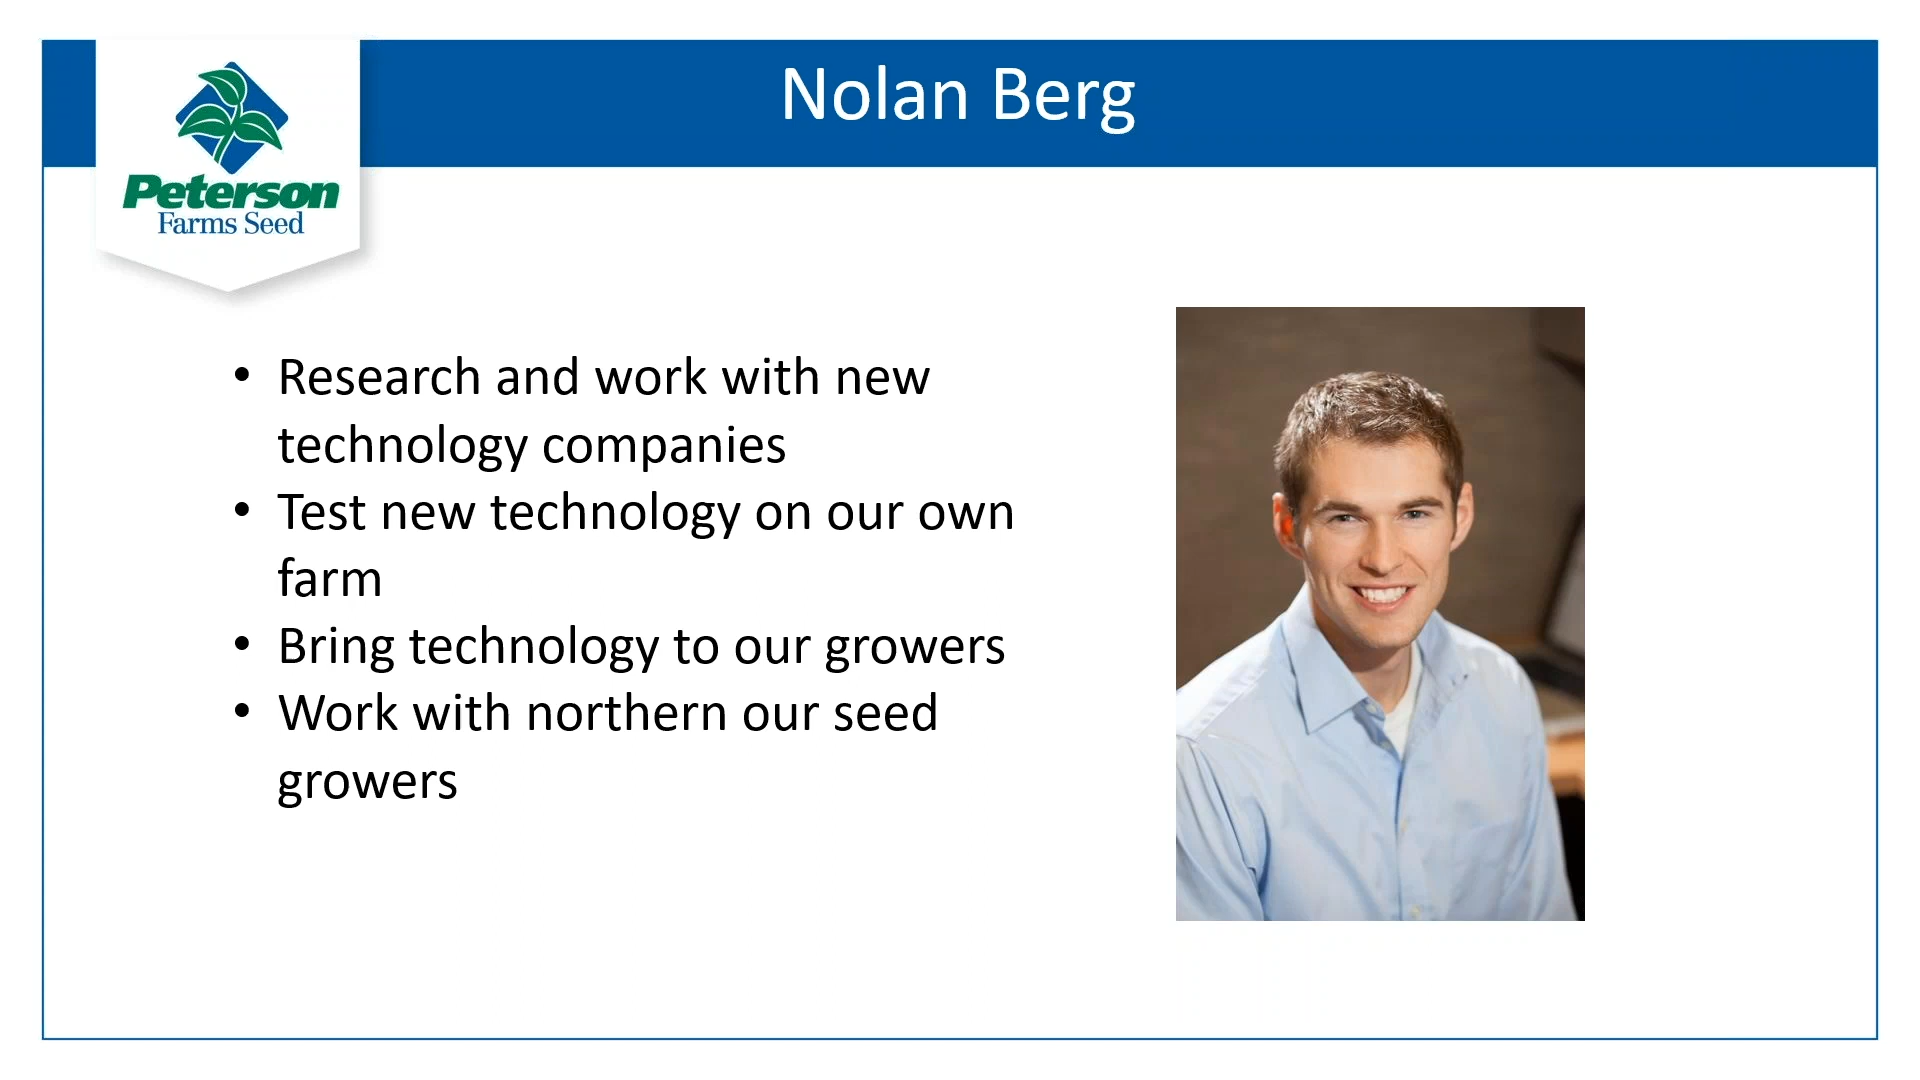 Nolan Berg
Peterson
Farms Seed
• Research and work with new
technology companies
• Test new technology on our own
farm
• Bring technology to our growers
• Work with northern our seed
growers